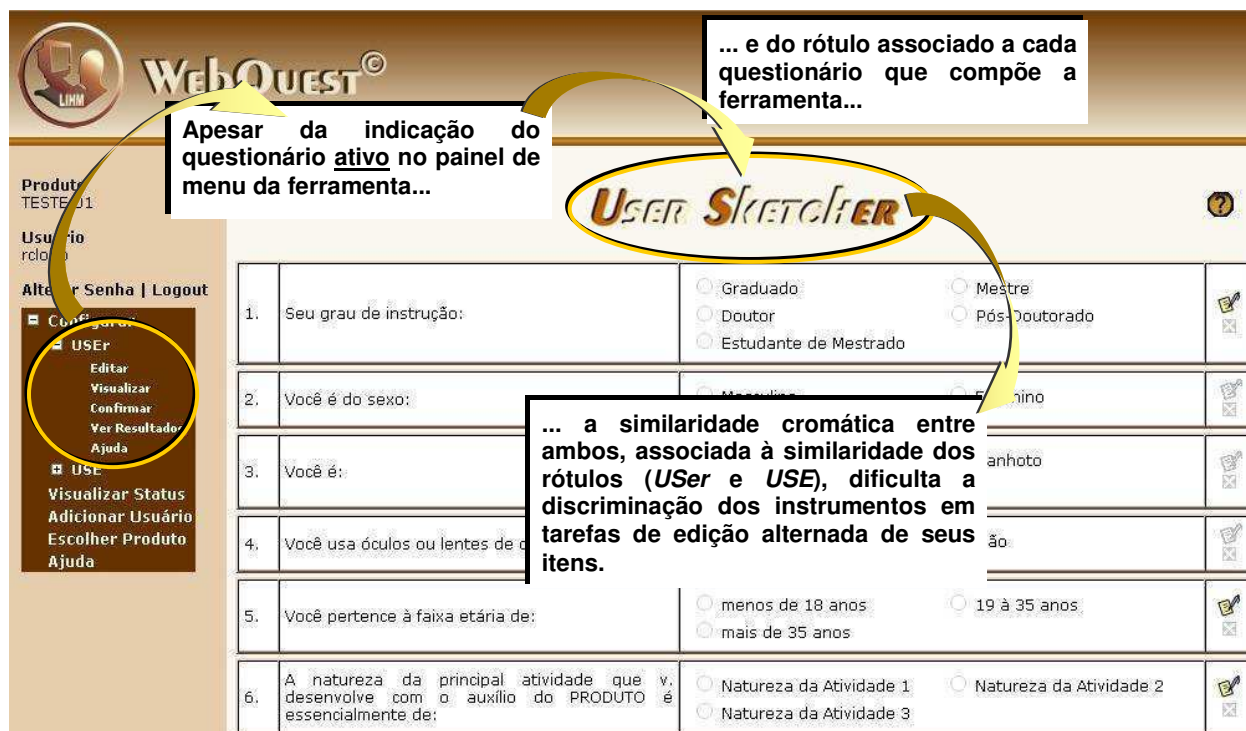 LIHM
WebQuest©
... e do rótulo associado a cada
questionário que compõe a
ferramenta...
Apesar da indicação do
questionário ativo no painel de
menu da ferramenta...
User Sketcher
?
Produto
TESTE
Alterar Senha | Logout
Configurar
USEr
Editar
Visualizar
Confirmar
Ver Resultados
Ajuda
USE
Visualizar Status
Adicionar Usuário
Escolher Produto
Ajuda
1. Seu grau de instrução:
Graduado Mestre
Doutor Pós-Doutorado
Estudante de Mestrado
2. Você é do sexo:
... a similaridade cromática entre
ambos, associada à similaridade dos
rótulos (USer e USE), dificulta a
discriminação dos instrumentos em
tarefas de edição alternada de seus
itens.
3. Você é:
anhoto
4. Você usa óculos ou lentes de
ão
5. Você pertence à faixa etária de:
menos de 18 anos 19 à 35 anos
mais de 35 anos
6. A natureza da principal atividade que v.
desenvolve com o auxílio do PRODUTO é
essencialmente de:
Natureza da Atividade 1 Natureza da Atividade 2
Natureza da Atividade 3